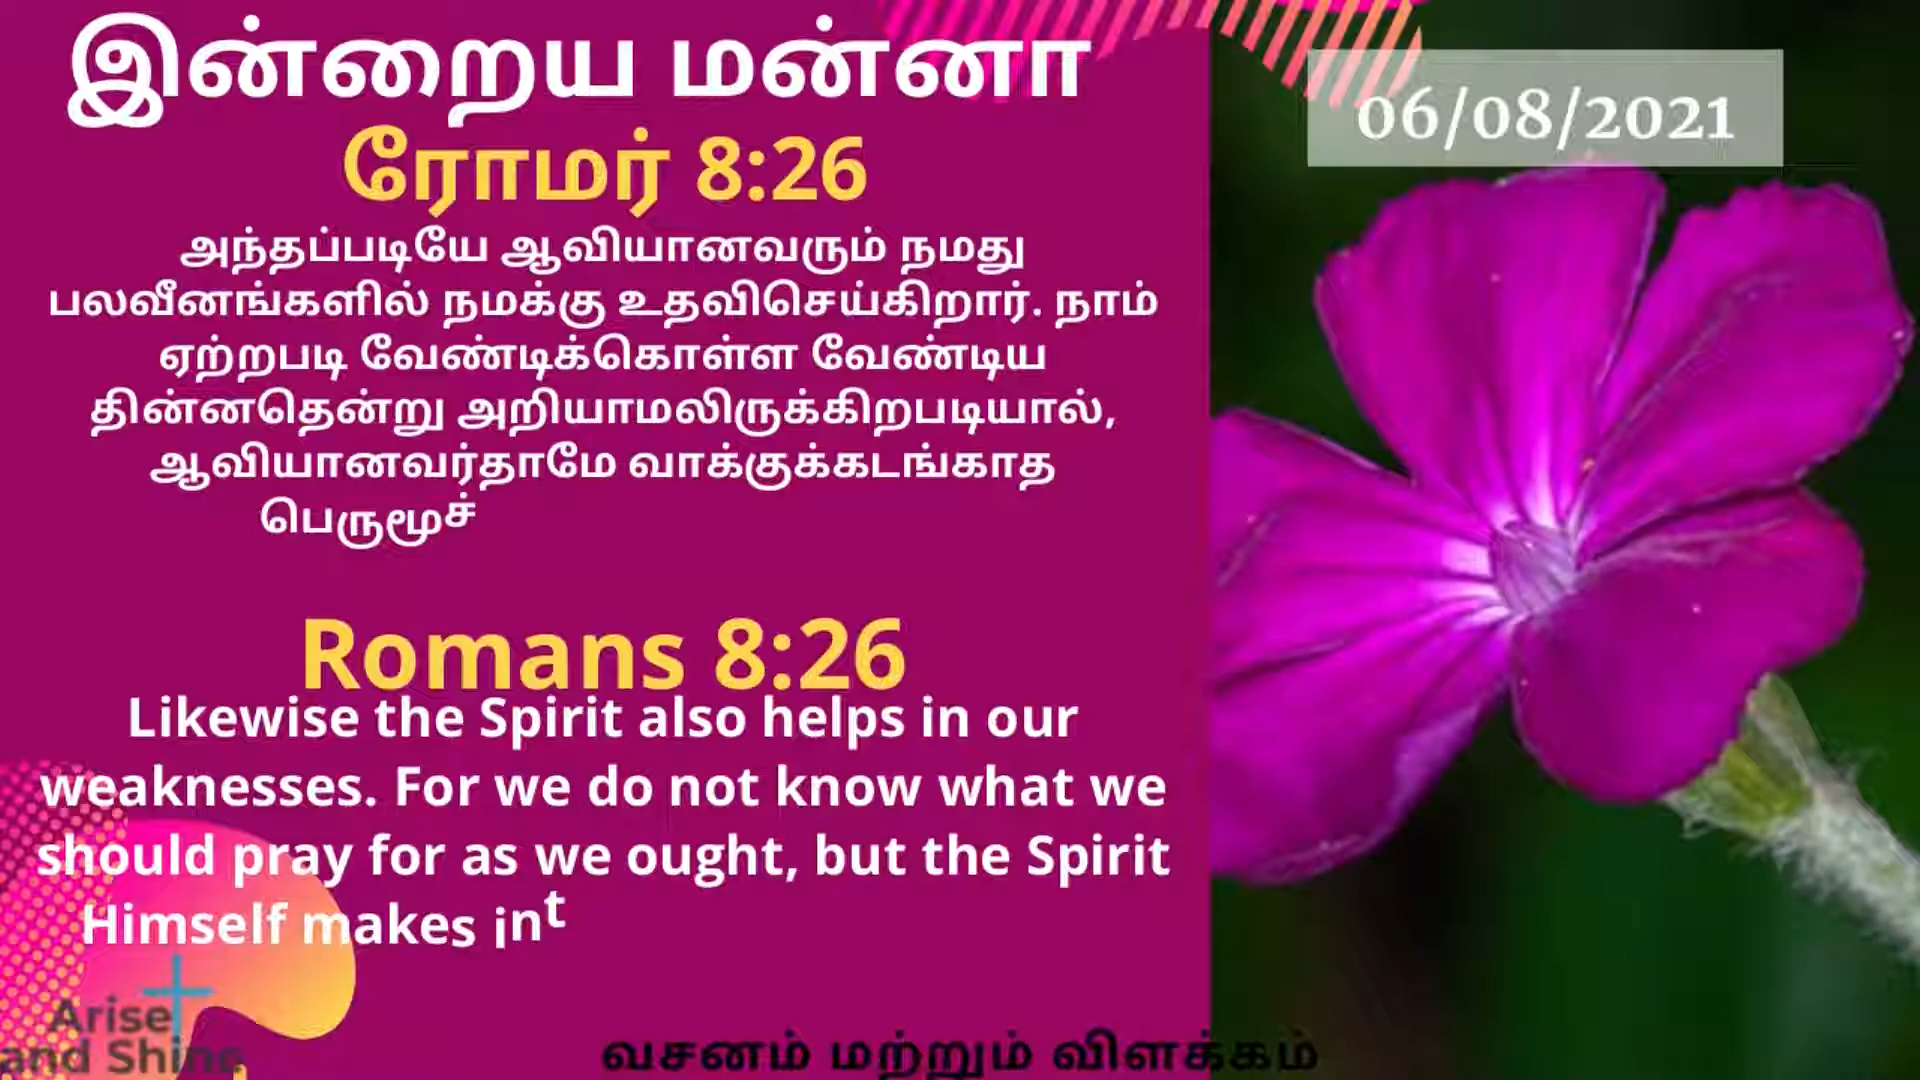 இன்றைய மன்னா
06/08/2021
ரோமர் 8:26
அந்தப்படியே ஆவியானவரும் நமது
பலவீனங்களில் நமக்கு உதவிசெய்கிறார். நாம்
ஏற்றபடி வேண்டிக்கொள்ள வேண்டிய
தின்னதென்று அறியாமலிருக்கிறபடியால்,
ஆவியானவர்தாமே வாக்குக்கடங்காத
பெருமூச்
Romans 8:26
Likewise the Spirit also helps in our
weaknesses. For we do not know what we
should pray for as we ought, but the Spirit
Himself makes int
Arise
and Shine
வசனம் மற்றும் விளக்கம்